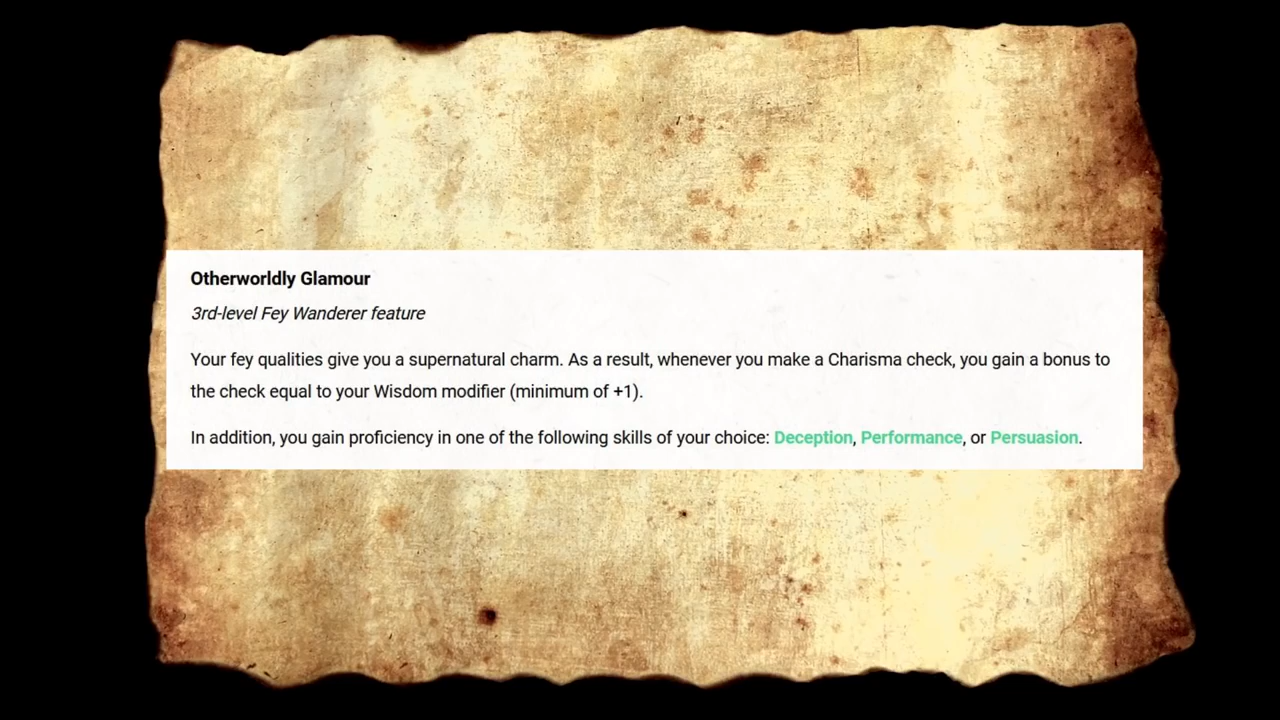 Otherworldly Glamour
3rd-level Fey Wanderer feature
Your fey qualities give you a supernatural charm. As a result, whenever you make a Charisma check, you gain a bonus to
the check equal to your Wisdom modifier (minimum of +1).
In addition, you gain proficiency in one of the following skills of your choice: Deception, Performance, or Persuasion.